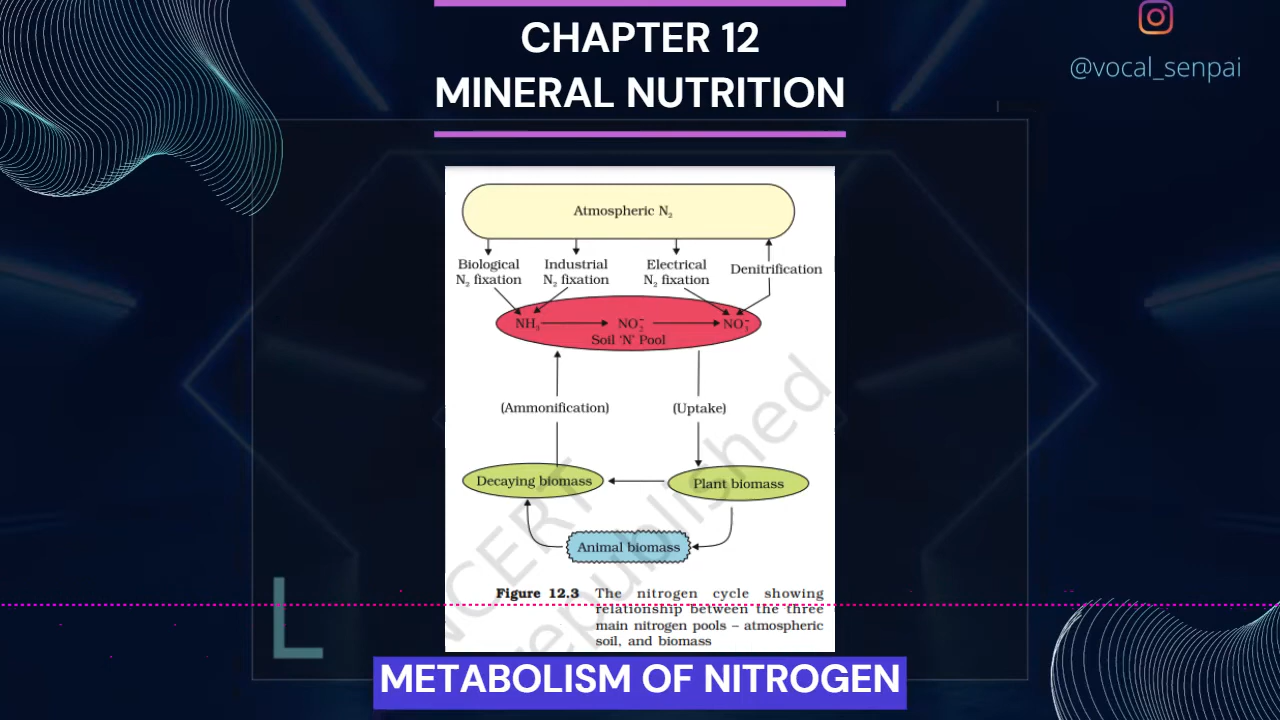 CHAPTER 12
MINERAL NUTRITION
@vocal_senpai
Atmospheric N₂
Biological
N₂ fixation
Industrial
N₂ fixation
Electrical
N₂ fixation
Denitrification
NH₃
NO₂⁻
NO₃⁻
Soil 'N' Pool
(Ammonification)
(Uptake)
Decaying biomass
Plant biomass
Animal biomass
NCERT
republished
Figure 12.3 The nitrogen cycle showing
relationship between the three
main nitrogen pools – atmospheric
soil, and biomass
L
METABOLISM OF NITROGEN